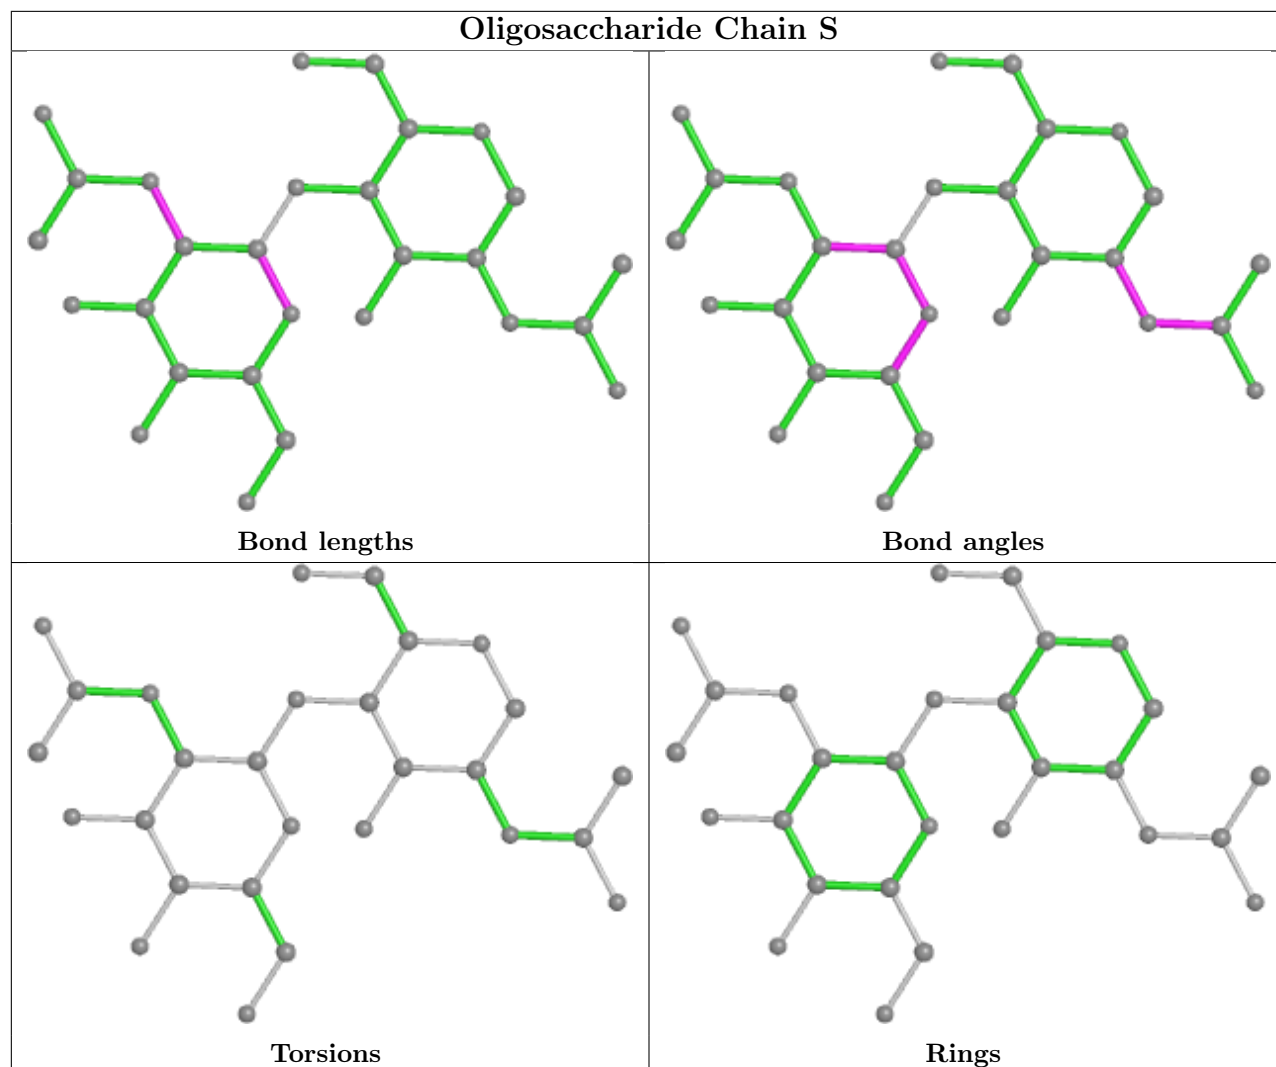 Oligosaccharide Chain S
Bond lengths
Bond angles
Torsions
Rings